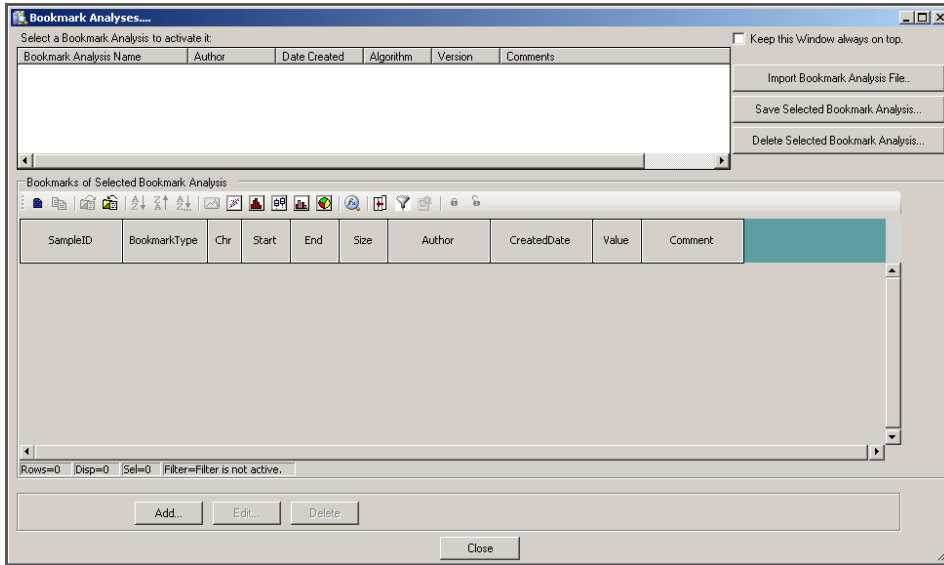 Bookmark Analyses....
Select a Bookmark Analysis to activate it:
Keep this Window always on top.
Bookmark Analysis Name Author Date Created Algorithm Version Comments
Import Bookmark Analysis File..
Save Selected Bookmark Analysis...
Delete Selected Bookmark Analysis...
Bookmarks of Selected Bookmark Analysis
SampleID BookmarkType Chr Start End Size Author CreatedDate Value Comment
Rows=0 Disp=0 Sel=0 Filter=Filter is not active.
Add... Edit... Delete
Close